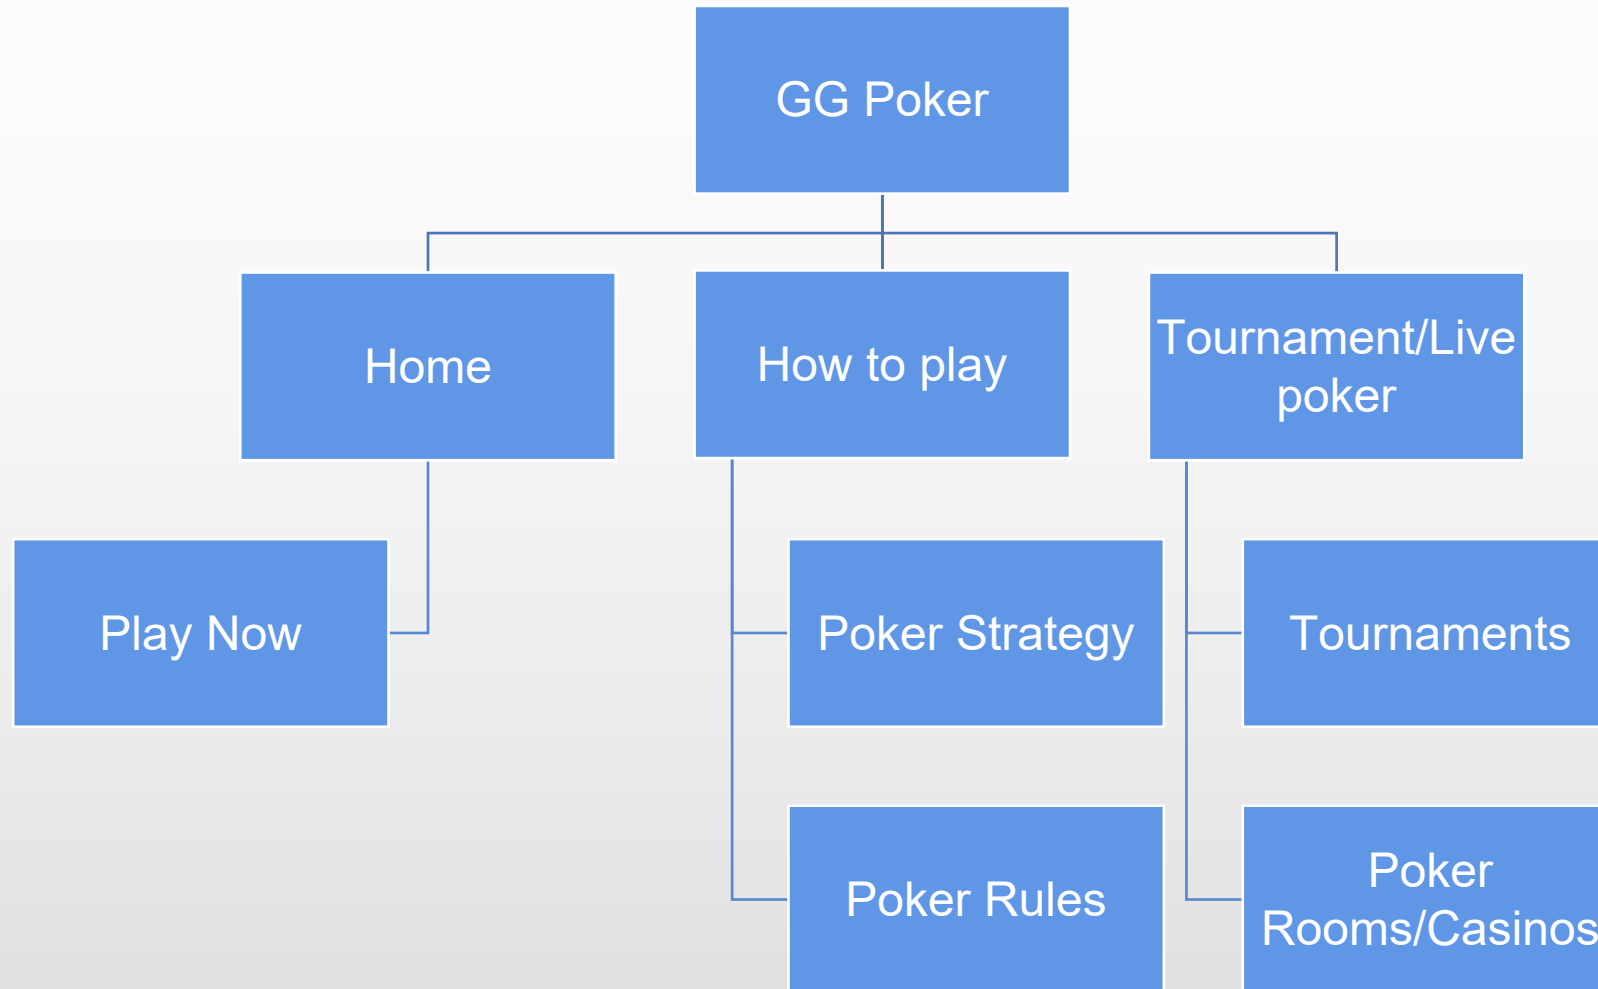 GG Poker
Home
How to play
Tournament/Live
poker
Play Now
Poker Strategy
Tournaments
Poker Rules
Poker
Rooms/Casinos